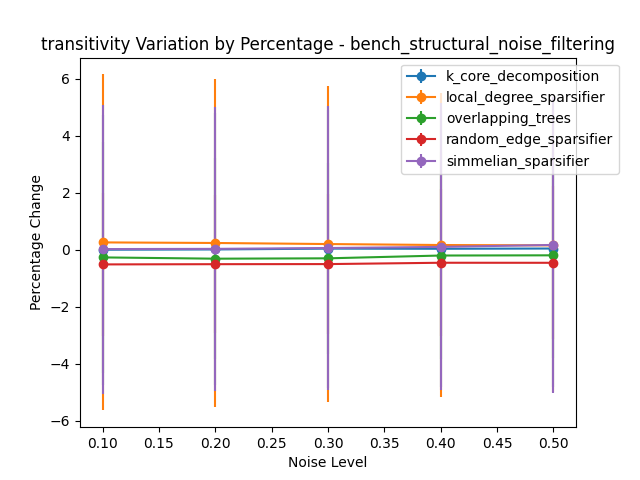 transitivity Variation by Percentage - bench_structural_noise_filtering
k_core_decomposition
local_degree_sparsifier
overlapping_trees
random_edge_sparsifier
simmelian_sparsifier
Percentage Change
6
4
2
0
−2
−4
−6
0.10 0.15 0.20 0.25 0.30 0.35 0.40 0.45 0.50
Noise Level